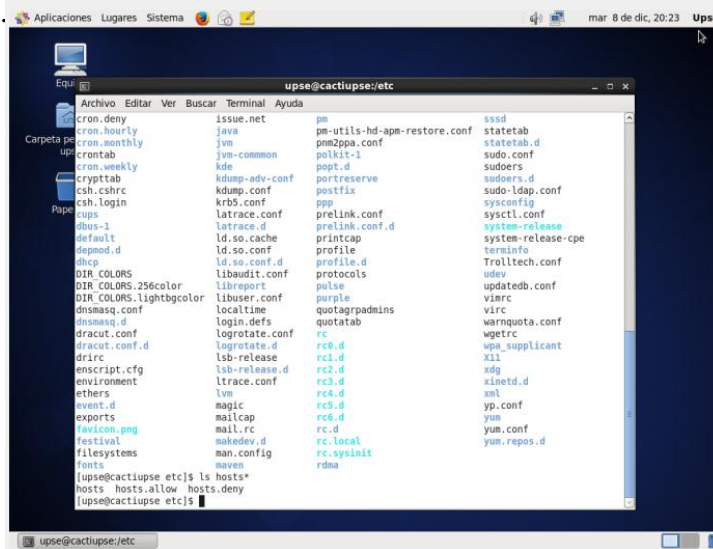 Aplicaciones Lugares Sistema mar 8 de dic, 20:23 Ups
Equi
Carpeta pe
ups
Pape
upse@cactiupse:/etc
Archivo Editar Ver Buscar Terminal Ayuda
cron.deny issue.net pm sssd
cron.hourly java pm-utils-hd-apm-restore.conf statetab
cron.monthly jvm pnm2ppa.conf statetab.d
crontab jvm-commmon polkit-1 sudo.conf
cron.weekly kde popt.d sudoers
crypttab kdump-adv-conf portreserve sudoers.d
csh.cshrc kdump.conf postfix sudo-ldap.conf
csh.login krb5.conf ppp sysconfig
cups latrace.conf prelink.conf sysctl.conf
dbus-1 latrace.d prelink.conf.d system-release
default ld.so.cache printcap system-release-cpe
depmod.d ld.so.conf profile terminfo
dhcp ld.so.conf.d profile.d Trolltech.conf
DIR_COLORS libaudit.conf protocols udev
DIR_COLORS.256color libreport pulse updatedb.conf
DIR_COLORS.lightbgcolor libuser.conf purple vimrc
dnsmasq.conf localtime quotagrpadmins virc
dnsmasq.d login.defs quotatab warnquota.conf
dracut.conf logrotate.conf rc wgetrc
dracut.conf.d logrotate.d rc0.d wpa_supplicant
drirc lsb-release rc1.d X11
enscript.cfg lsb-release.d rc2.d xdg
environment ltrace.conf rc3.d xinetd.d
ethers lvm rc4.d xml
event.d magic rc5.d yp.conf
exports mailcap rc6.d yum
favicon.png mail.rc rc.d yum.conf
festival makedev.d rc.local yum.repos.d
filesystems man.config rc.sysinit
fonts maven rdma
[upse@cactiupse etc]$ ls hosts*
hosts hosts.allow hosts.deny
[upse@cactiupse etc]$
upse@cactiupse:/etc